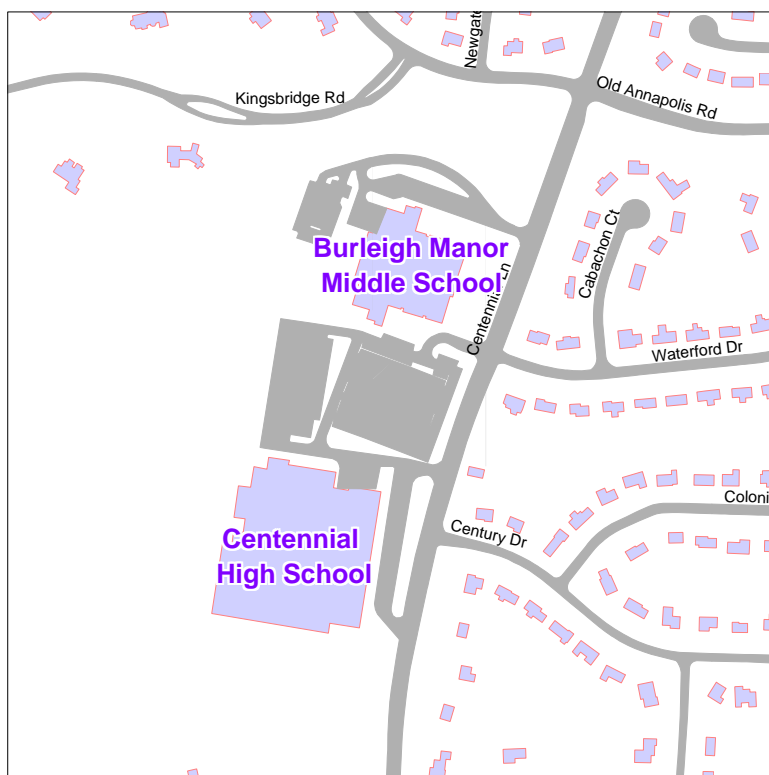 Newgate
Kingsbridge Rd
Old Annapolis Rd
Burleigh Manor
Middle School
Cabachon Ct
Centennial Ln
Waterford Dr
Coloni
Century Dr
Centennial
High School